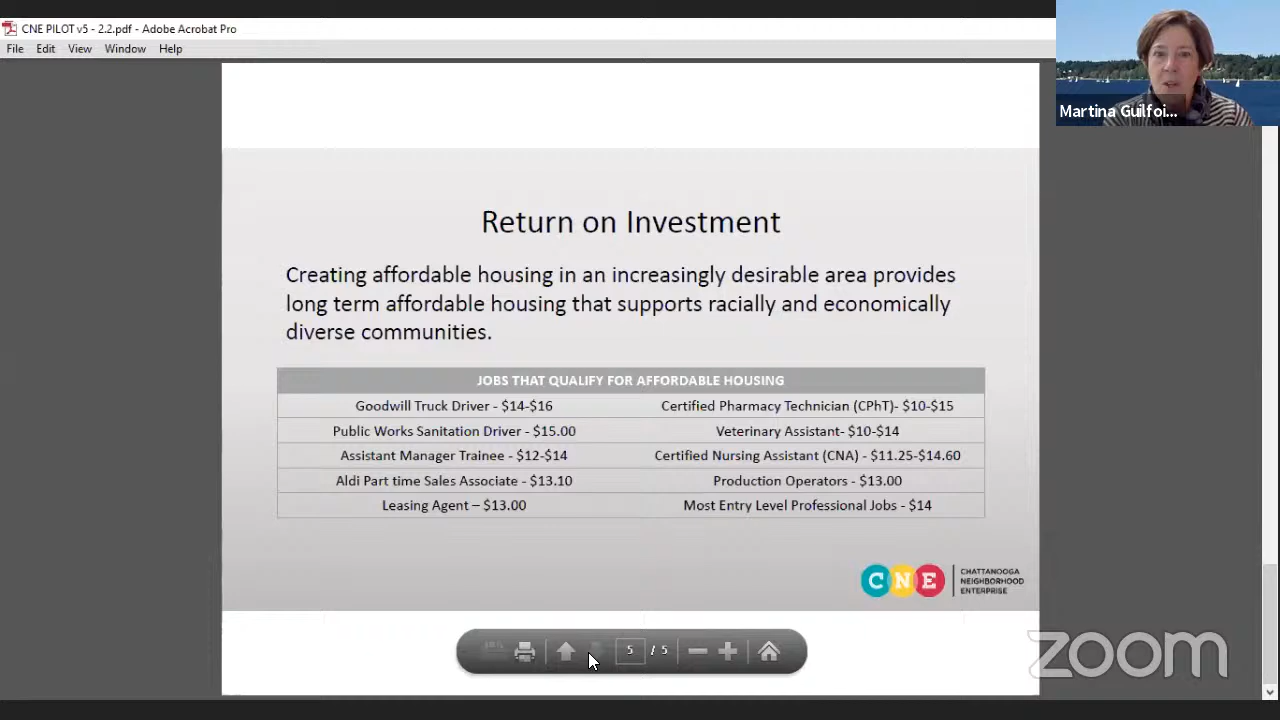 CNE PILOT v5 - 2.2.pdf - Adobe Acrobat Pro
File Edit View Window Help
Martina Guilfoi...
Return on Investment
Creating affordable housing in an increasingly desirable area provides
long term affordable housing that supports racially and economically
diverse communities.
JOBS THAT QUALIFY FOR AFFORDABLE HOUSING
Goodwill Truck Driver - $14-$16 Certified Pharmacy Technician (CPhT)- $10-$15
Public Works Sanitation Driver - $15.00 Veterinary Assistant- $10-$14
Assistant Manager Trainee - $12-$14 Certified Nursing Assistant (CNA) - $11.25-$14.60
Aldi Part time Sales Associate - $13.10 Production Operators - $13.00
Leasing Agent – $13.00 Most Entry Level Professional Jobs - $14
CNE
CHATTANOOGA
NEIGHBORHOOD
ENTERPRISE
5 / 5
zoom